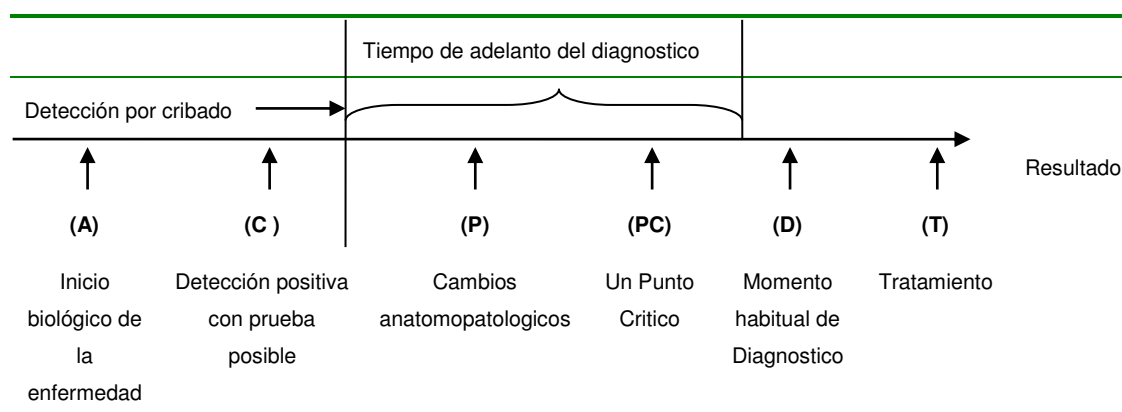 Tiempo de adelanto del diagnostico
Detección por cribado
Resultado
(A)
Inicio
biológico de
la
enfermedad
(C )
Detección positiva
con prueba
posible
(P)
Cambios
anatomopatologicos
(PC)
Un Punto
Critico
(D)
Momento
habitual de
Diagnostico
(T)
Tratamiento